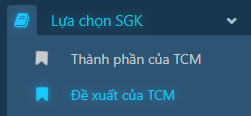 Lựa chọn SGK
Thành phần của TCM
Đề xuất của TCM